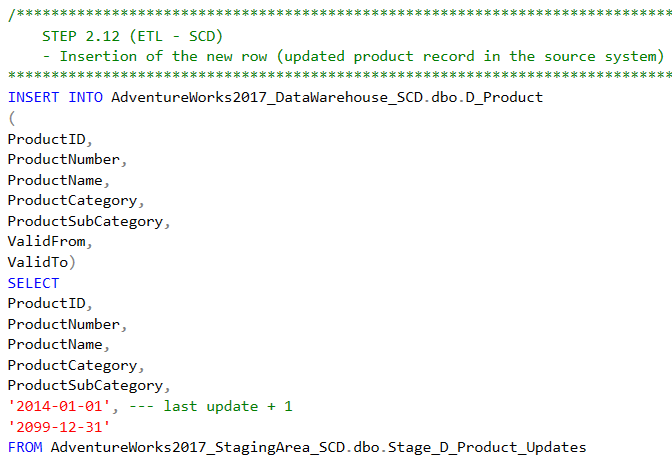 /*******************************************************************************
STEP 2.12 (ETL - SCD)
- Insertion of the new row (updated product record in the source system)
********************************************************************************
INSERT INTO AdventureWorks2017_DataWarehouse_SCD.dbo.D_Product
(
ProductID,
ProductNumber,
ProductName,
ProductCategory,
ProductSubCategory,
ValidFrom,
ValidTo)
SELECT
ProductID,
ProductNumber,
ProductName,
ProductCategory,
ProductSubCategory,
'2014-01-01', --- last update + 1
'2099-12-31'
FROM AdventureWorks2017_StagingArea_SCD.dbo.Stage_D_Product_Updates